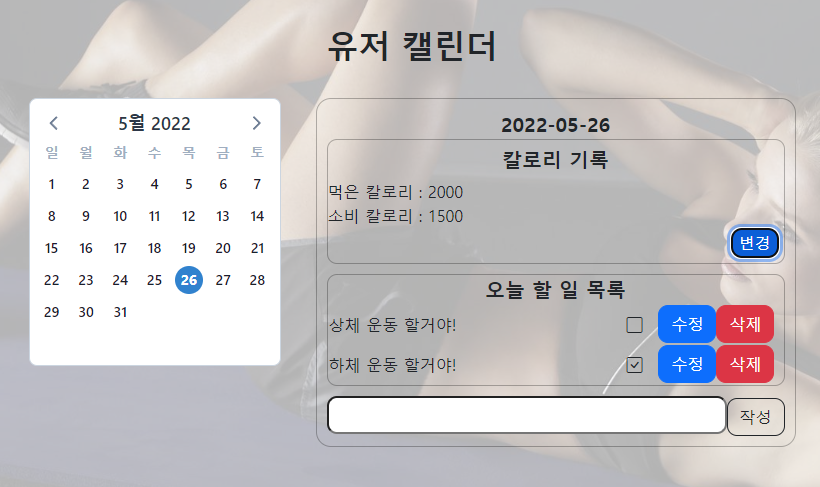 유저 캘린더
5월 2022
일 월 화 수 목 금 토
1 2 3 4 5 6 7
8 9 10 11 12 13 14
15 16 17 18 19 20 21
22 23 24 25 26 27 28
29 30 31
2022-05-26
칼로리 기록
먹은 칼로리 : 2000
소비 칼로리 : 1500
변경
오늘 할 일 목록
상체 운동 할거야! 수정 삭제
하체 운동 할거야! 수정 삭제
작성